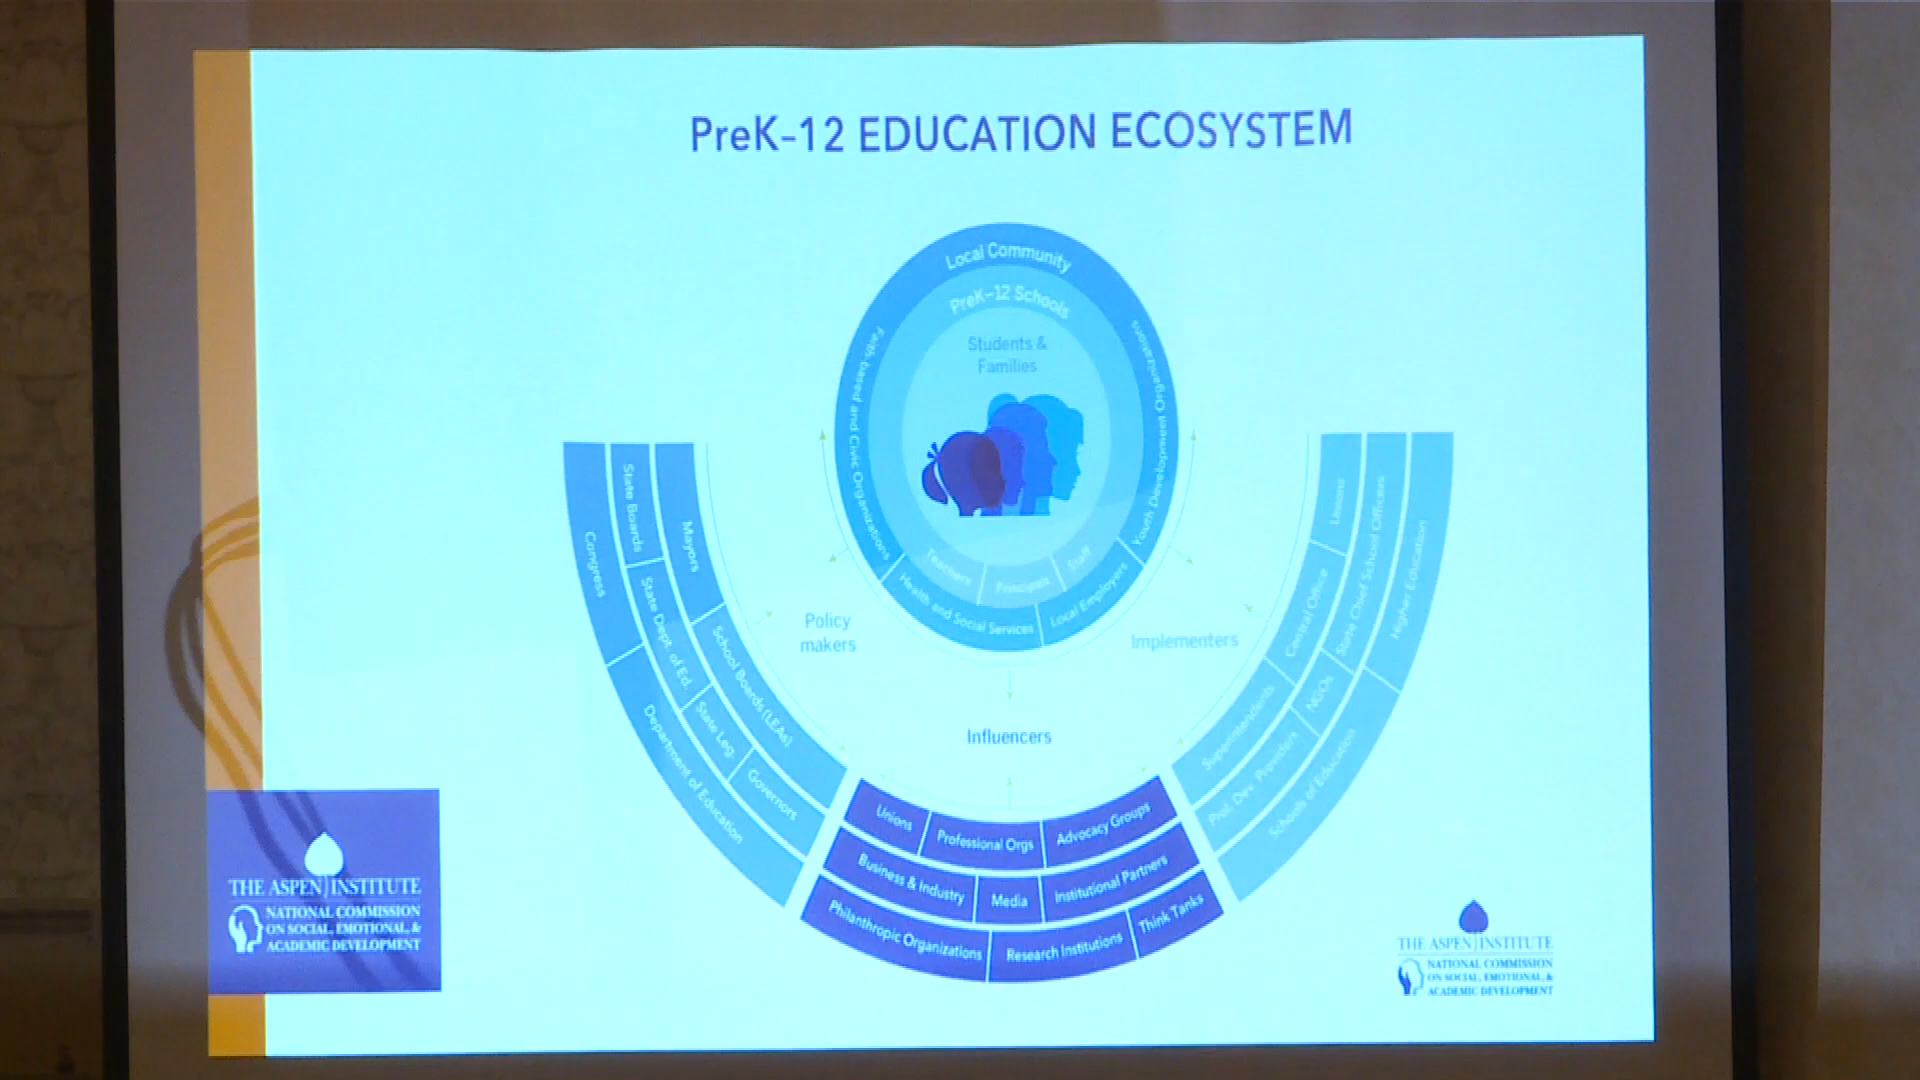 PreK-12 EDUCATION ECOSYSTEM
Local Community
PreK-12 Schools
Students &
Families
Faith-based and Civic Organizations
Youth Development Organizations
Teachers
Principals
Staff
Health and Social Services
Local Employers
Policy
makers
Implementers
Influencers
Congress
Department of Education
State Boards
State Dept. of Ed.
State Leg.
Governors
Mayors
School Boards (LEAs)
Unions
Professional Orgs
Advocacy Groups
Business & Industry
Media
Institutional Partners
Philanthropic Organizations
Research Institutions
Think Tanks
Unions
Central Office
Superintendents
State Chief School Officers
NGOs
Prof. Dev. Providers
Higher Education
Schools of Education
THE ASPEN INSTITUTE
NATIONAL COMMISSION
ON SOCIAL, EMOTIONAL, &
ACADEMIC DEVELOPMENT
THE ASPEN INSTITUTE
NATIONAL COMMISSION
ON SOCIAL, EMOTIONAL, &
ACADEMIC DEVELOPMENT